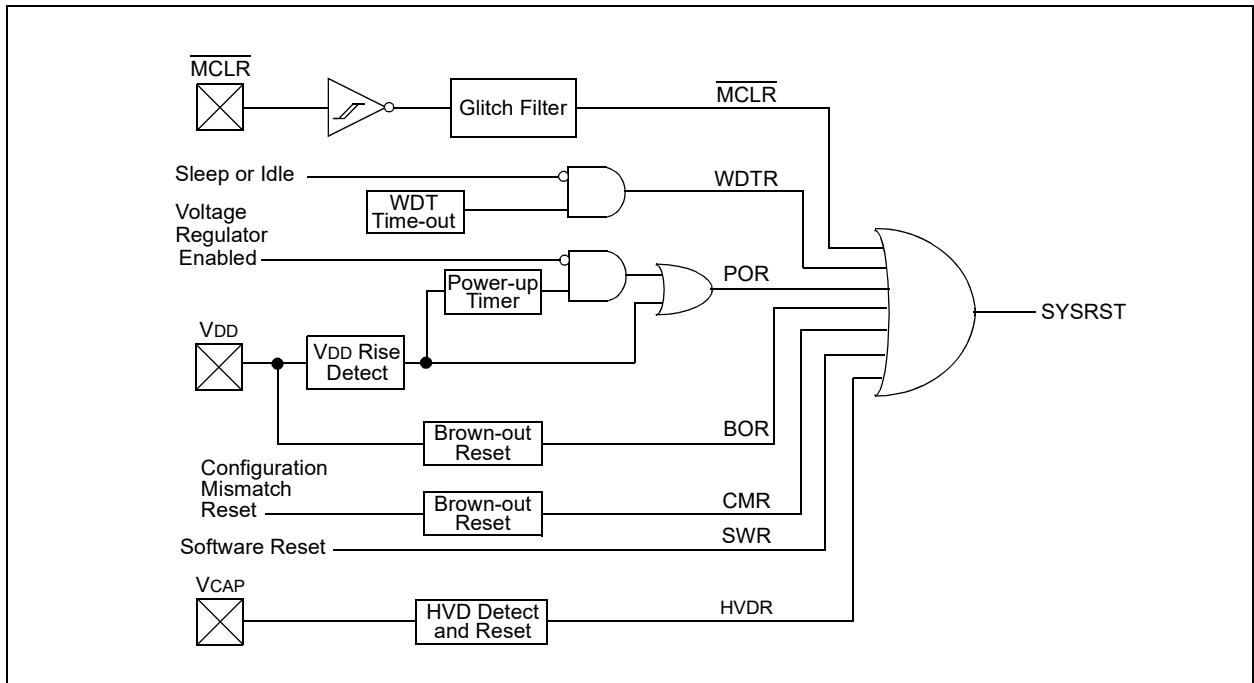 MCLR
Glitch Filter
MCLR
Sleep or Idle
WDT
Time-out
WDTR
Voltage
Regulator
Enabled
Power-up
Timer
POR
SYSRST
VDD
VDD Rise
Detect
Brown-out
Reset
BOR
Configuration
Mismatch
Reset
Brown-out
Reset
CMR
Software Reset
SWR
VCAP
HVD Detect
and Reset
HVDR